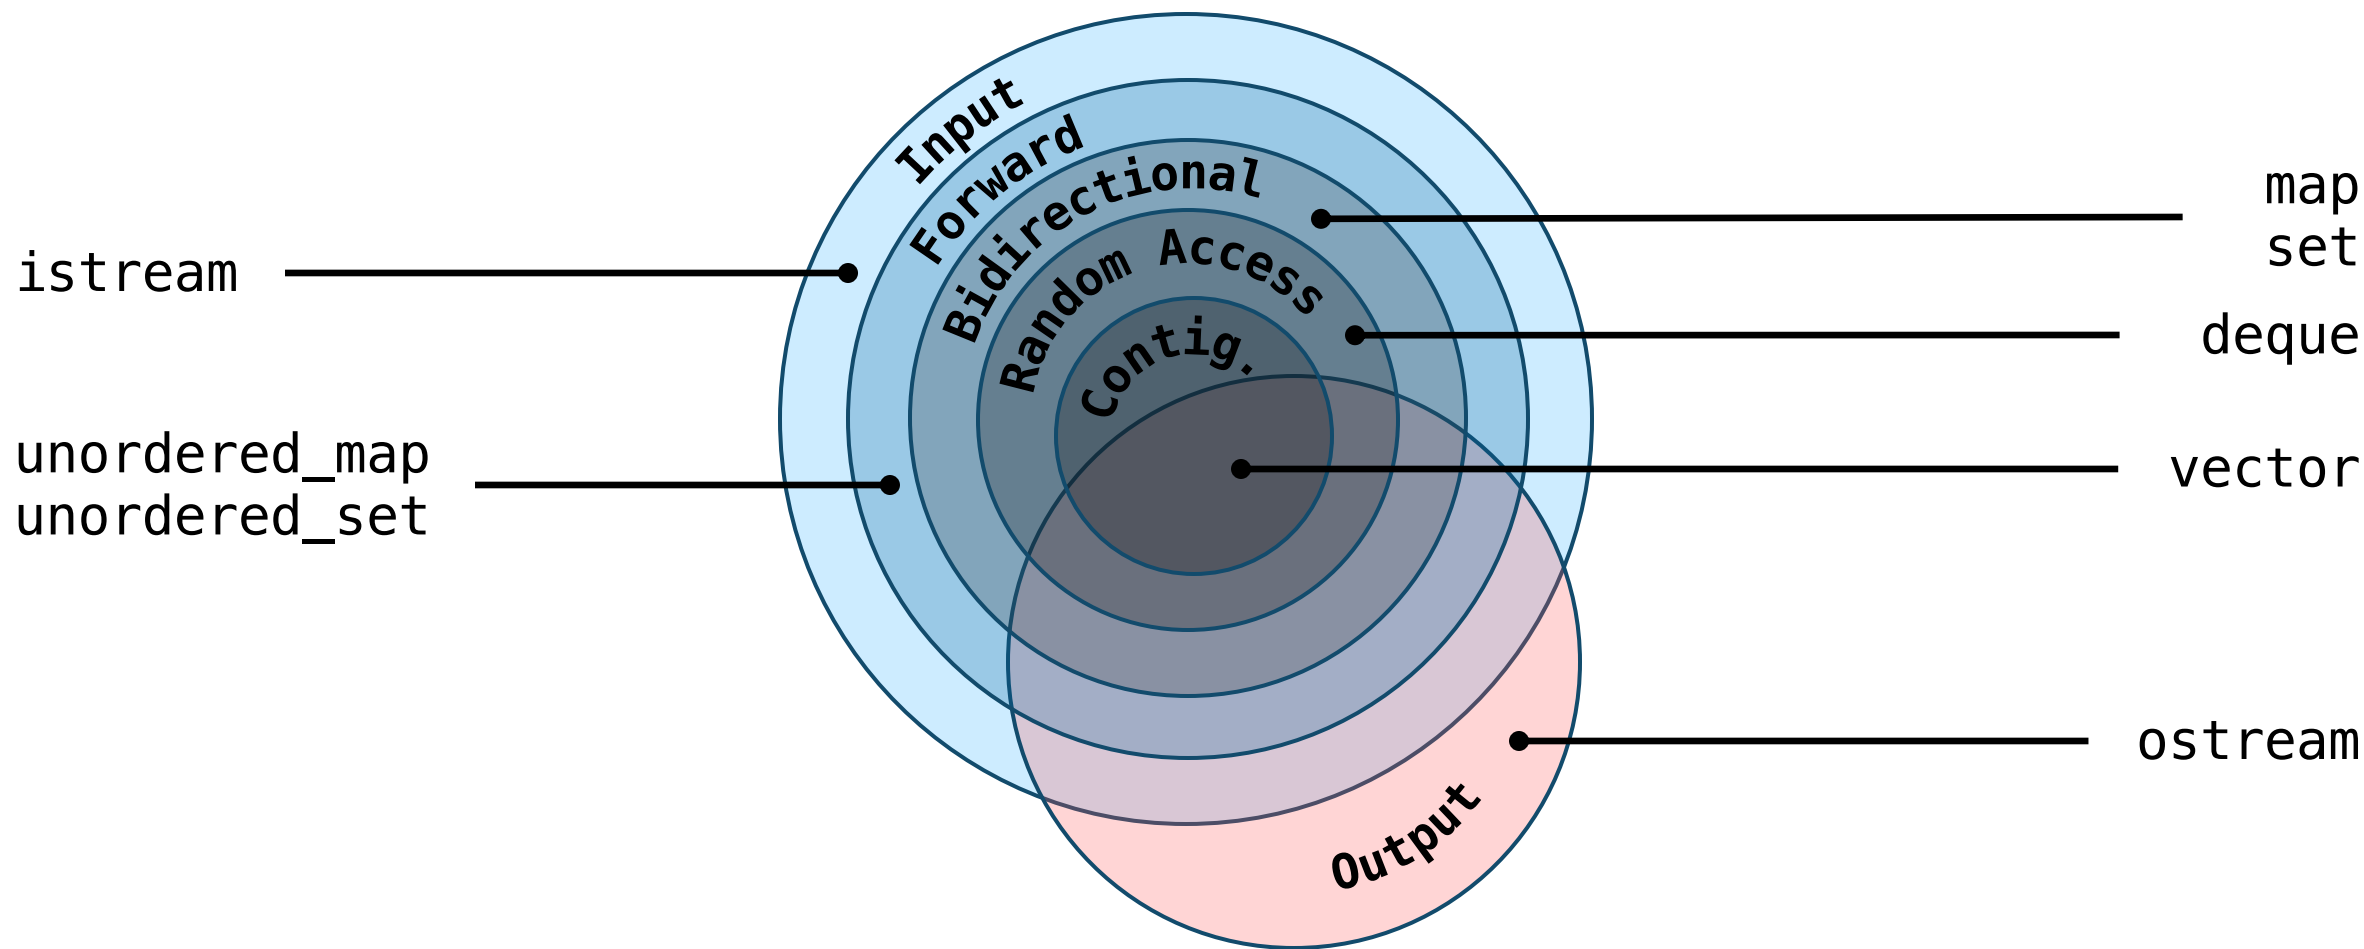 istream
unordered_map
unordered_set
Input
Forward
Bidirectional
Random Access
Contig.
Output
map
set
deque
vector
ostream